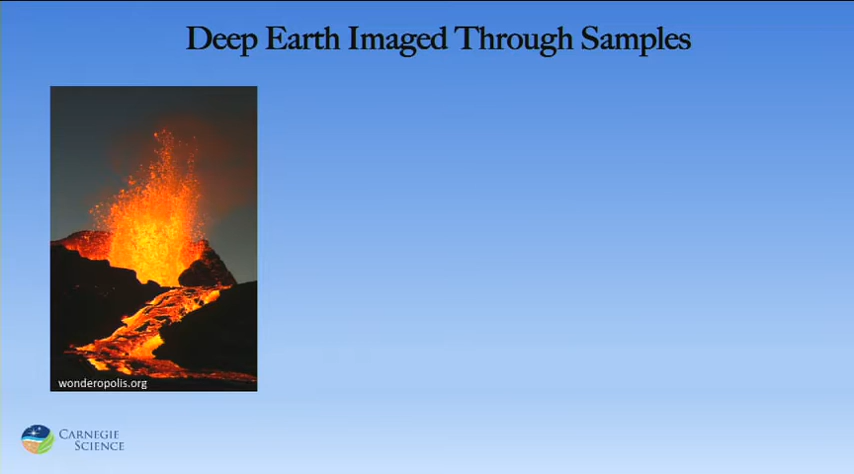 Deep Earth Imaged Through Samples
wonderopolis.org
CARNEGIE
SCIENCE